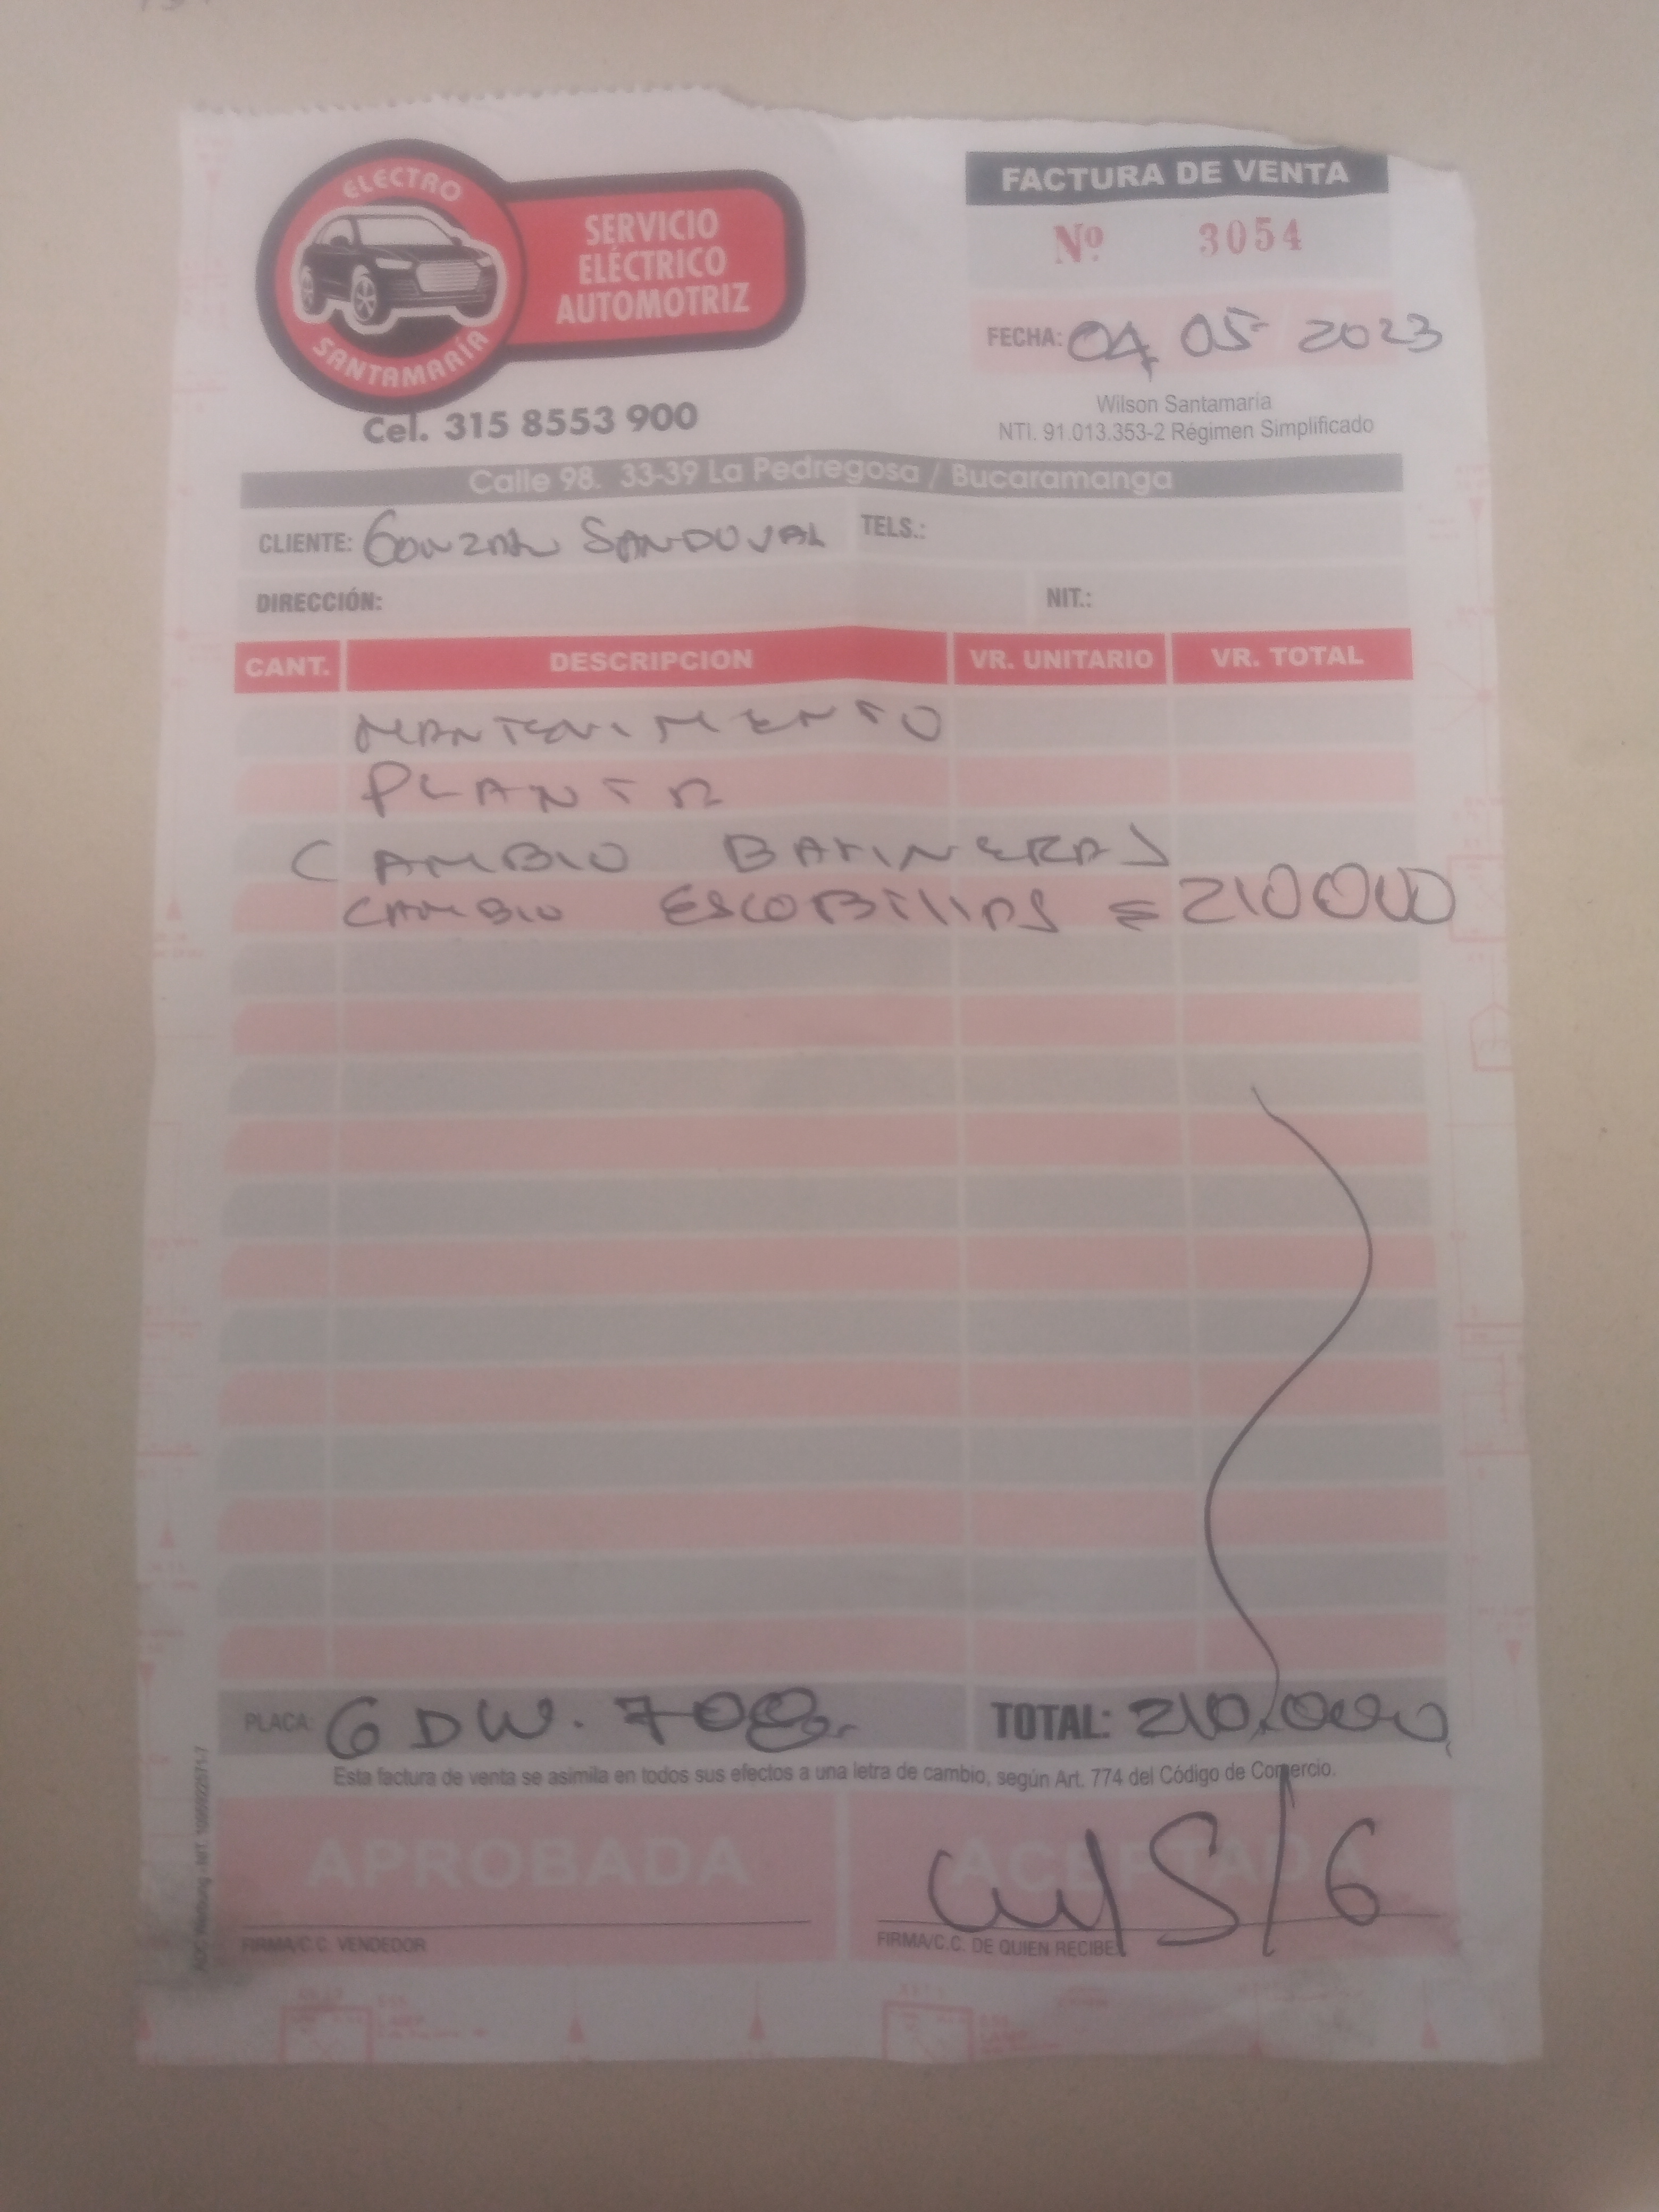 ELECTRO
SANTAMARÍA
SERVICIO
ELÉCTRICO
AUTOMOTRIZ
Cel. 315 8553 900
FACTURA DE VENTA
Nº 3054
FECHA: 04 05 2023
Wilson Santamaría
NTI. 91.013.353-2 Régimen Simplificado
Calle 98. 33-39 La Pedregosa / Bucaramanga
CLIENTE: GONZALO SANDOVAL TELS.:
DIRECCIÓN: NIT.:
CANT. DESCRIPCION VR. UNITARIO VR. TOTAL
MANTENIMIENTO
PLANTA
CAMBIO BALINERAS
CAMBIO ESCOBILLAS = 210000
PLACA: GDW. 708 TOTAL: 210,000
Esta factura de venta se asimila en todos sus efectos a una letra de cambio, según Art. 774 del Código de Comercio.
APROBADA ACEPTADA
FIRMA/C.C. VENDEDOR FIRMA/C.C. DE QUIEN RECIBE